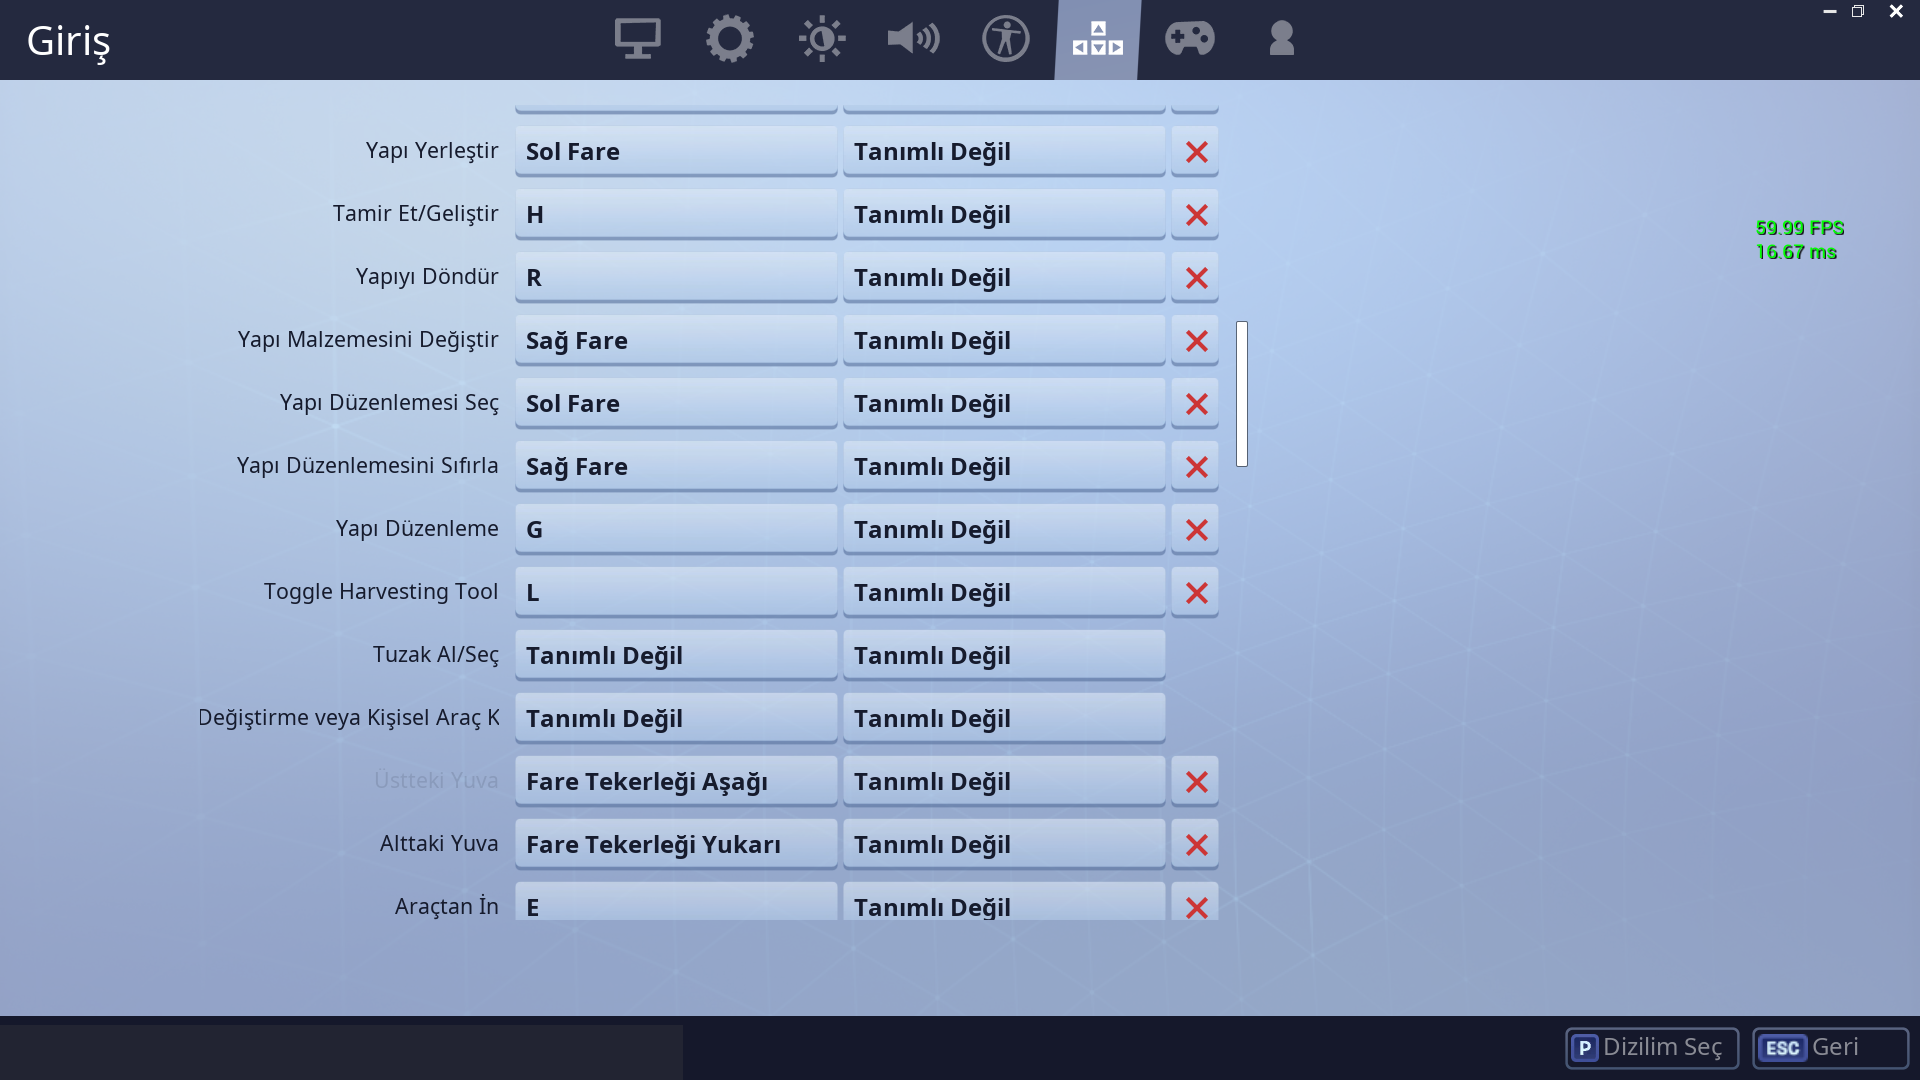 Giriş
59.99 FPS
16.67 ms
Yapı Yerleştir Sol Fare Tanımlı Değil
Tamir Et/Geliştir H Tanımlı Değil
Yapıyı Döndür R Tanımlı Değil
Yapı Malzemesini Değiştir Sağ Fare Tanımlı Değil
Yapı Düzenlemesi Seç Sol Fare Tanımlı Değil
Yapı Düzenlemesini Sıfırla Sağ Fare Tanımlı Değil
Yapı Düzenleme G Tanımlı Değil
Toggle Harvesting Tool L Tanımlı Değil
Tuzak Al/Seç Tanımlı Değil Tanımlı Değil
Değiştirme veya Kişisel Araç K Tanımlı Değil Tanımlı Değil
Üstteki Yuva Fare Tekerleği Aşağı Tanımlı Değil
Alttaki Yuva Fare Tekerleği Yukarı Tanımlı Değil
Araçtan İn E Tanımlı Değil
P Dizilim Seç ESC Geri